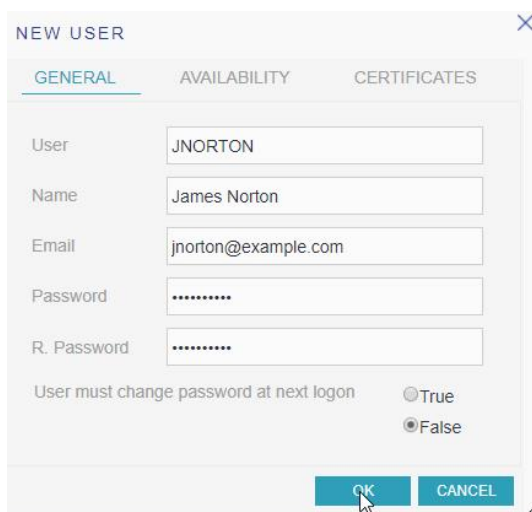 NEW USER
GENERAL AVAILABILITY CERTIFICATES
User JNORTON
Name James Norton
Email jnorton@example.com
Password ••••••••••
R. Password ••••••••••
User must change password at next logon True
False
OK CANCEL